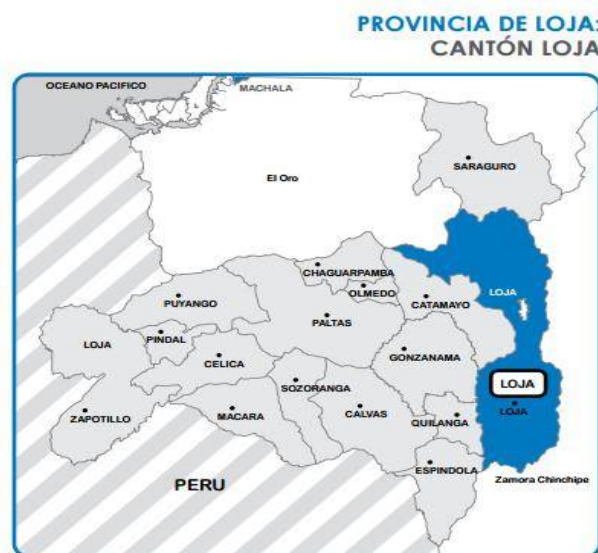 PROVINCIA DE LOJA:
CANTÓN LOJA
OCEANO PACIFICO
MACHALA
SARAGURO
El Oro
CHAGUARPAMBA
LOJA
OLMEDO
CATAMAYO
PUYANGO
PALTAS
PINDAL
LOJA
GONZANAMA
CELICA
SOZORANGA
LOJA
LOJA
ZAPOTILLO
MACARA
CALVAS
QUILANGA
ESPINDOLA
Zamora Chinchipe
PERU